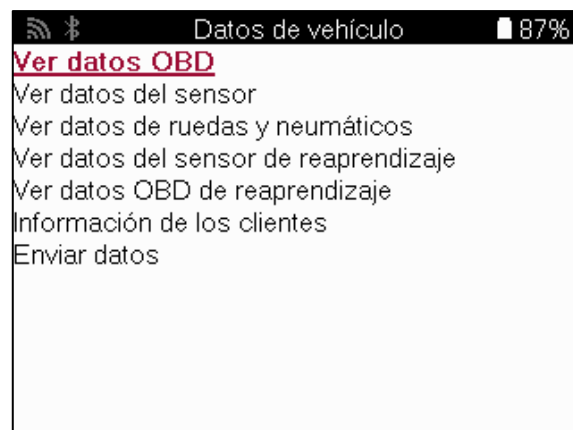 Datos de vehículo 87%
Ver datos OBD
Ver datos del sensor
Ver datos de ruedas y neumáticos
Ver datos del sensor de reaprendizaje
Ver datos OBD de reaprendizaje
Información de los clientes
Enviar datos